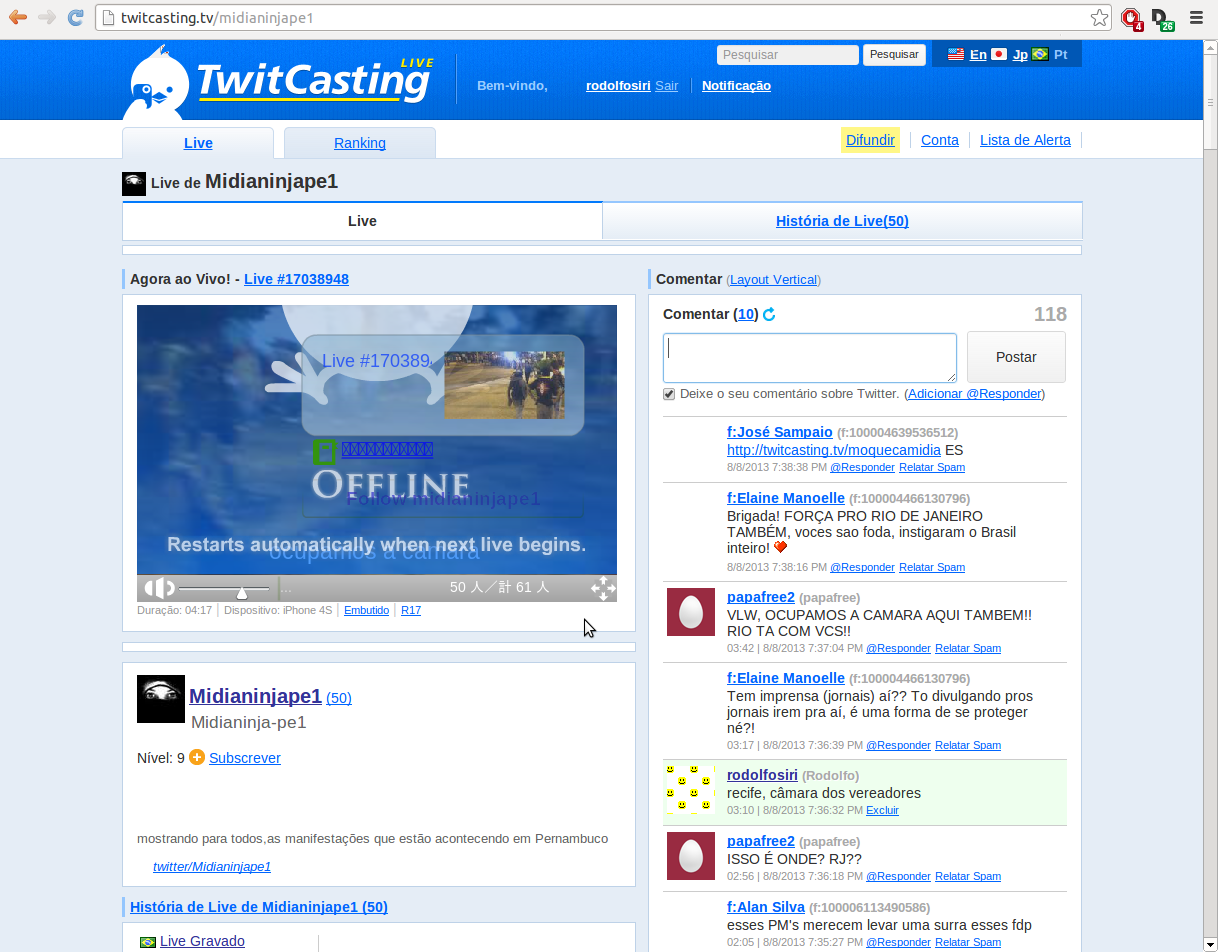 twitcasting.tv/midianinjape1
4
26
TwitCasting LIVE
Pesquisar
Pesquisar
En Jp Pt
Bem-vindo, rodolfosiri Sair Notificação
Live
Ranking
Difundir Conta Lista de Alerta
Live de Midianinjape1
Live
História de Live(50)
Agora ao Vivo! - Live #17038948
Live #170389
OFFLINE
Follow midianinjape1
Restarts automatically when next live begins.
ocupamos a camara
...
50 人／計 61 人
Duração: 04:17 Dispositivo: iPhone 4S Embutido R17
Midianinjape1 (50)
Midianinja-pe1
Nível: 9 Subscrever
mostrando para todos,as manifestações que estão acontecendo em Pernambuco
twitter/Midianinjape1
História de Live de Midianinjape1 (50)
Live Gravado
Comentar (Layout Vertical)
Comentar (10) 118
Postar
Deixe o seu comentário sobre Twitter. (Adicionar @Responder)
f:José Sampaio (f:100004639536512)
http://twitcasting.tv/moquecamidia ES
8/8/2013 7:38:38 PM @Responder Relatar Spam
f:Elaine Manoelle (f:100004466130796)
Brigada! FORÇA PRO RIO DE JANEIRO
TAMBÉM, voces sao foda, instigaram o Brasil
inteiro!
8/8/2013 7:38:16 PM @Responder Relatar Spam
papafree2 (papafree)
VLW, OCUPAMOS A CAMARA AQUI TAMBEM!!
RIO TA COM VCS!!
03:42 | 8/8/2013 7:37:04 PM @Responder Relatar Spam
f:Elaine Manoelle (f:100004466130796)
Tem imprensa (jornais) aí?? To divulgando pros
jornais irem pra aí, é uma forma de se proteger
né?!
03:17 | 8/8/2013 7:36:39 PM @Responder Relatar Spam
rodolfosiri (Rodolfo)
recife, câmara dos vereadores
03:10 | 8/8/2013 7:36:32 PM Excluir
papafree2 (papafree)
ISSO É ONDE? RJ??
02:56 | 8/8/2013 7:36:18 PM @Responder Relatar Spam
f:Alan Silva (f:100006113490586)
esses PM's merecem levar uma surra esses fdp
02:05 | 8/8/2013 7:35:27 PM @Responder Relatar Spam